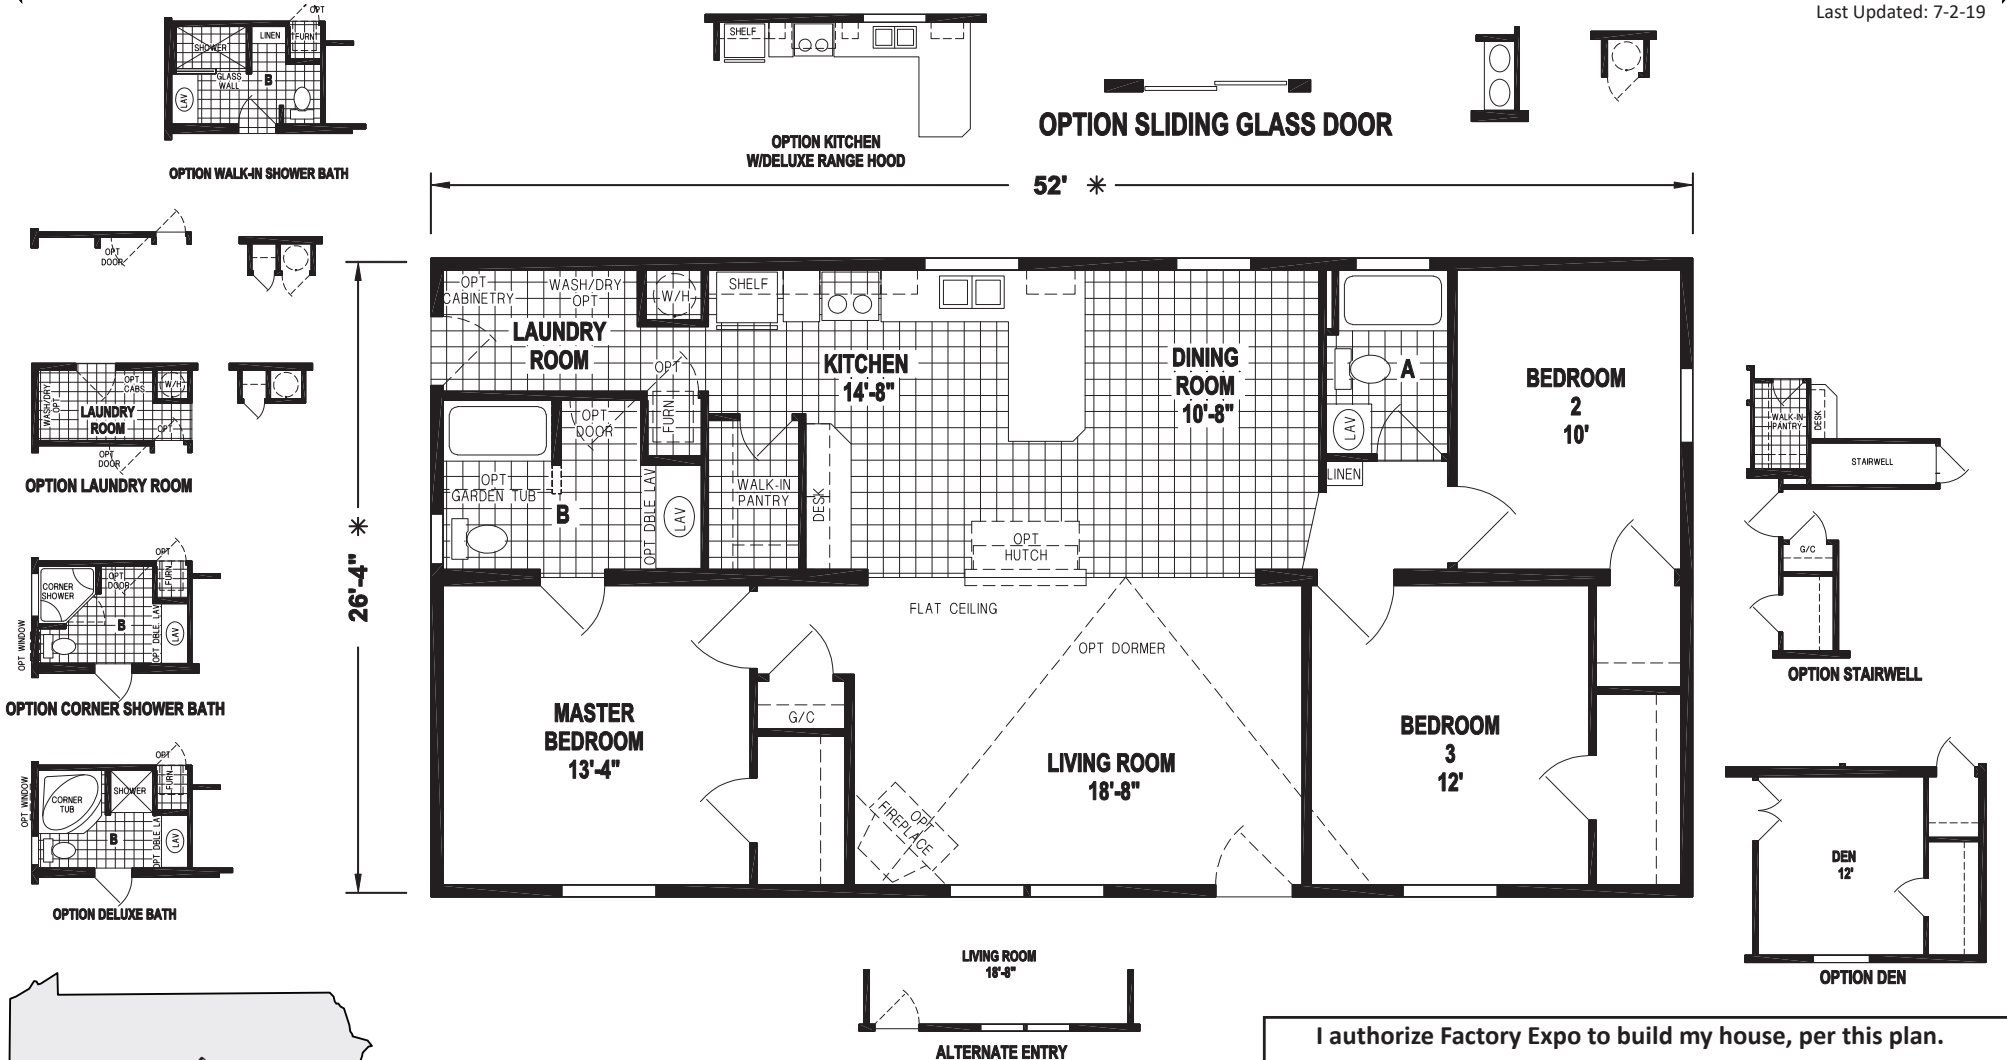 Last Updated: 7-2-19
OPT
LINEN
FURN
SHOWER
GLASS
WALL
B
LAV
OPTION WALK-IN SHOWER BATH
SHELF
OPTION KITCHEN
W/DELUXE RANGE HOOD
OPTION SLIDING GLASS DOOR
52' ✳
26'-4" ✳
OPT
DOOR
WASH/DRY
OPT
OPT
CABS
W/H
LAUNDRY
ROOM
OPT
OPT
DOOR
OPTION LAUNDRY ROOM
OPT
CORNER
SHOWER
OPT
DOOR
FURN
B
OPT DBLE LAV
LAV
OPT WINDOW
OPTION CORNER SHOWER BATH
OPT
OPT WINDOW
CORNER
TUB
SHOWER
FURN
B
OPT DBLE LA
LAV
OPTION DELUXE BATH
OPT
CABINETRY
WASH/DRY
OPT
W/H
LAUNDRY
ROOM
SHELF
KITCHEN
14'-8"
DINING
ROOM
10'-8"
A
LAV
LINEN
BEDROOM
2
10'
OPT
FURN
OPT
DOOR
OPT
GARDEN TUB
B
OPT DBLE LAV
LAV
WALK-IN
PANTRY
DESK
OPT
HUTCH
FLAT CEILING
OPT DORMER
MASTER
BEDROOM
13'-4"
G/C
LIVING ROOM
18'-8"
OPT
FIREPLACE
BEDROOM
3
12'
WALK-IN
PANTRY
DESK
STAIRWELL
G/C
OPTION STAIRWELL
DEN
12'
OPTION DEN
LIVING ROOM
18'-8"
ALTERNATE ENTRY
I authorize Factory Expo to build my house, per this plan.